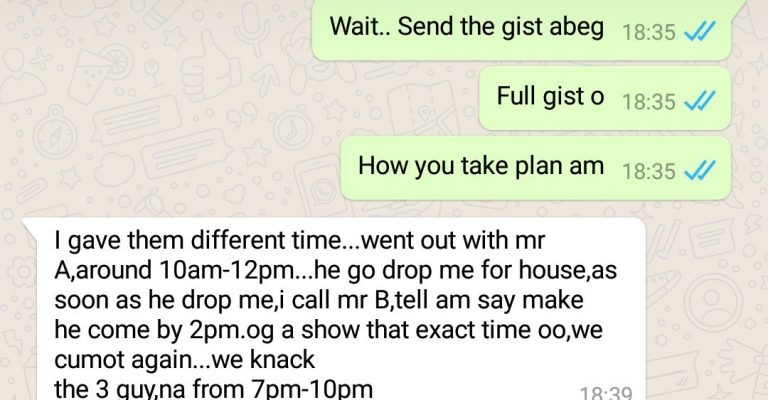 Wait.. Send the gist abeg 18:35
Full gist o 18:35
How you take plan am 18:35
I gave them different time...went out with mr
A,around 10am-12pm...he go drop me for house,as
soon as he drop me,i call mr B,tell am say make
he come by 2pm.og a show that exact time oo,we
cumot again...we knack
the 3 guy,na from 7pm-10pm
18:39